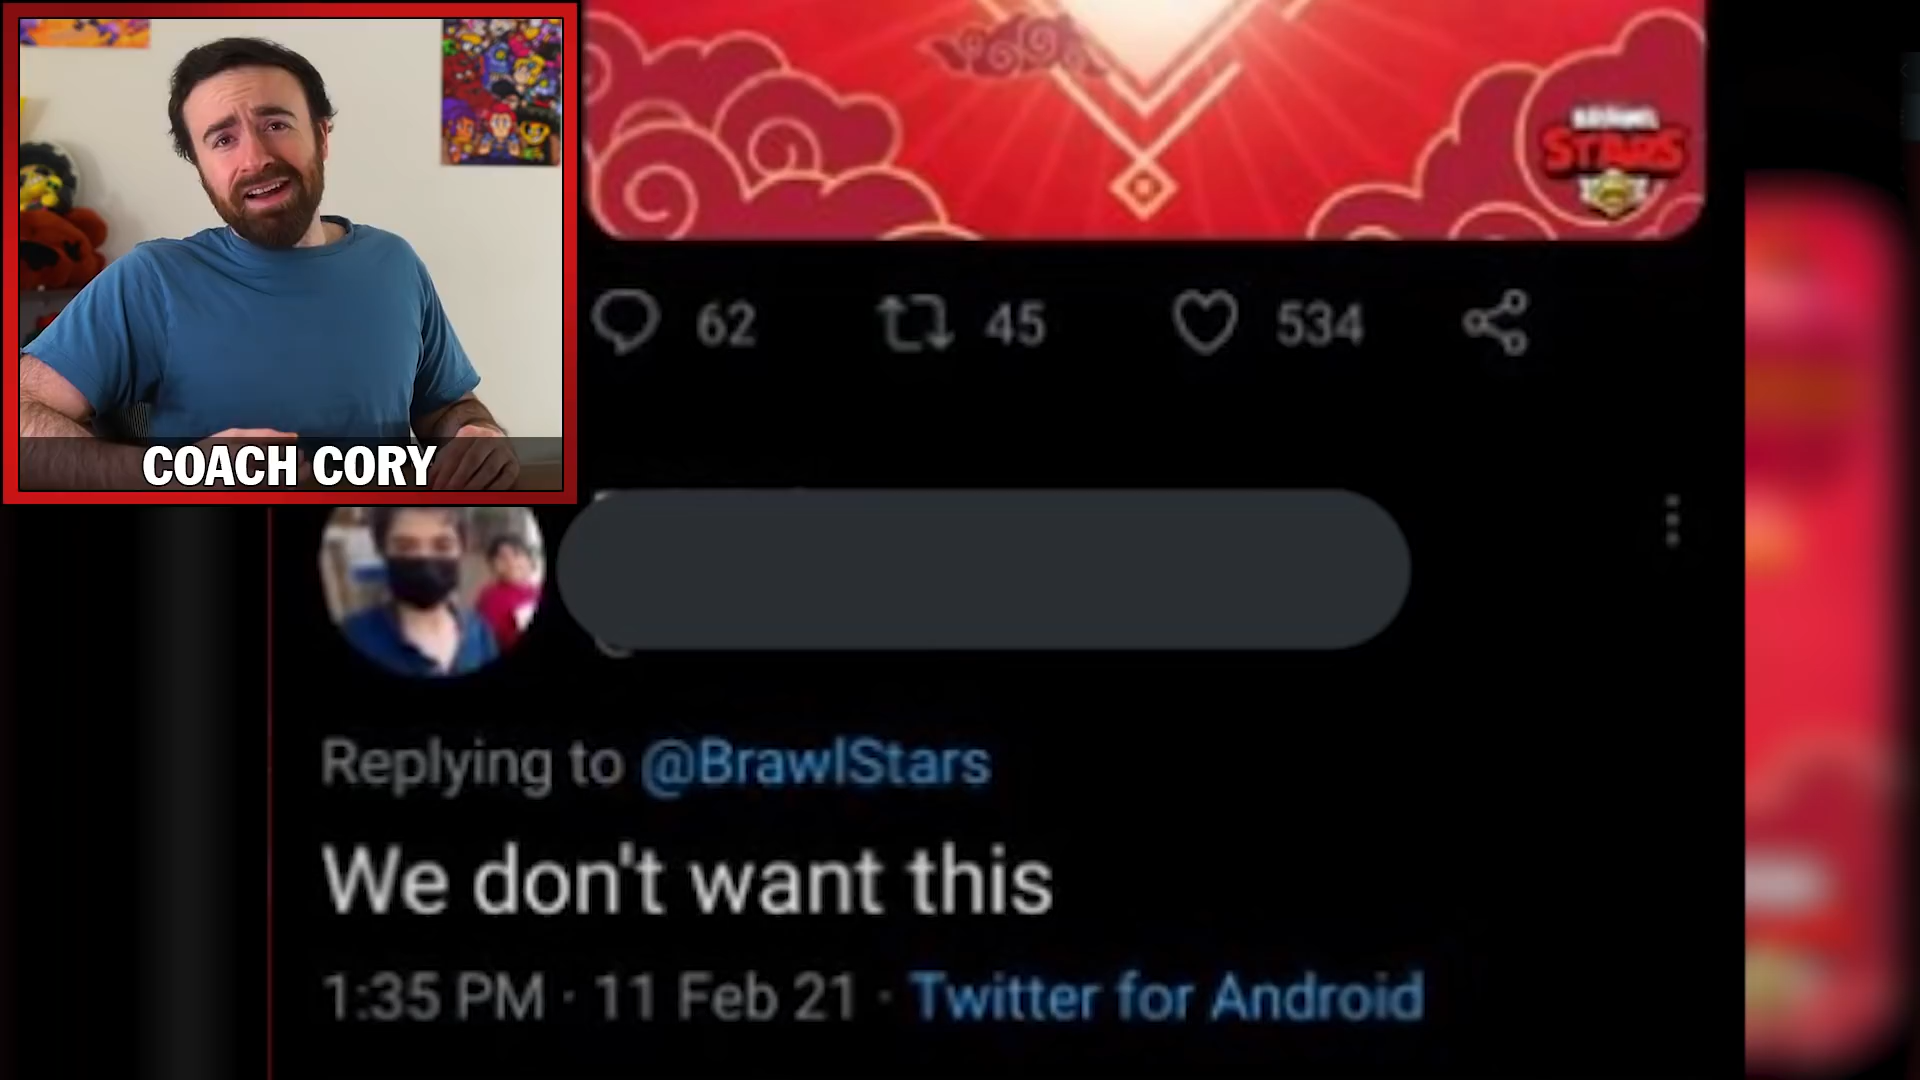 BRAWL
STARS
62 45 534
COACH CORY
Replying to @BrawlStars
We don't want this
1:35 PM · 11 Feb 21 · Twitter for Android